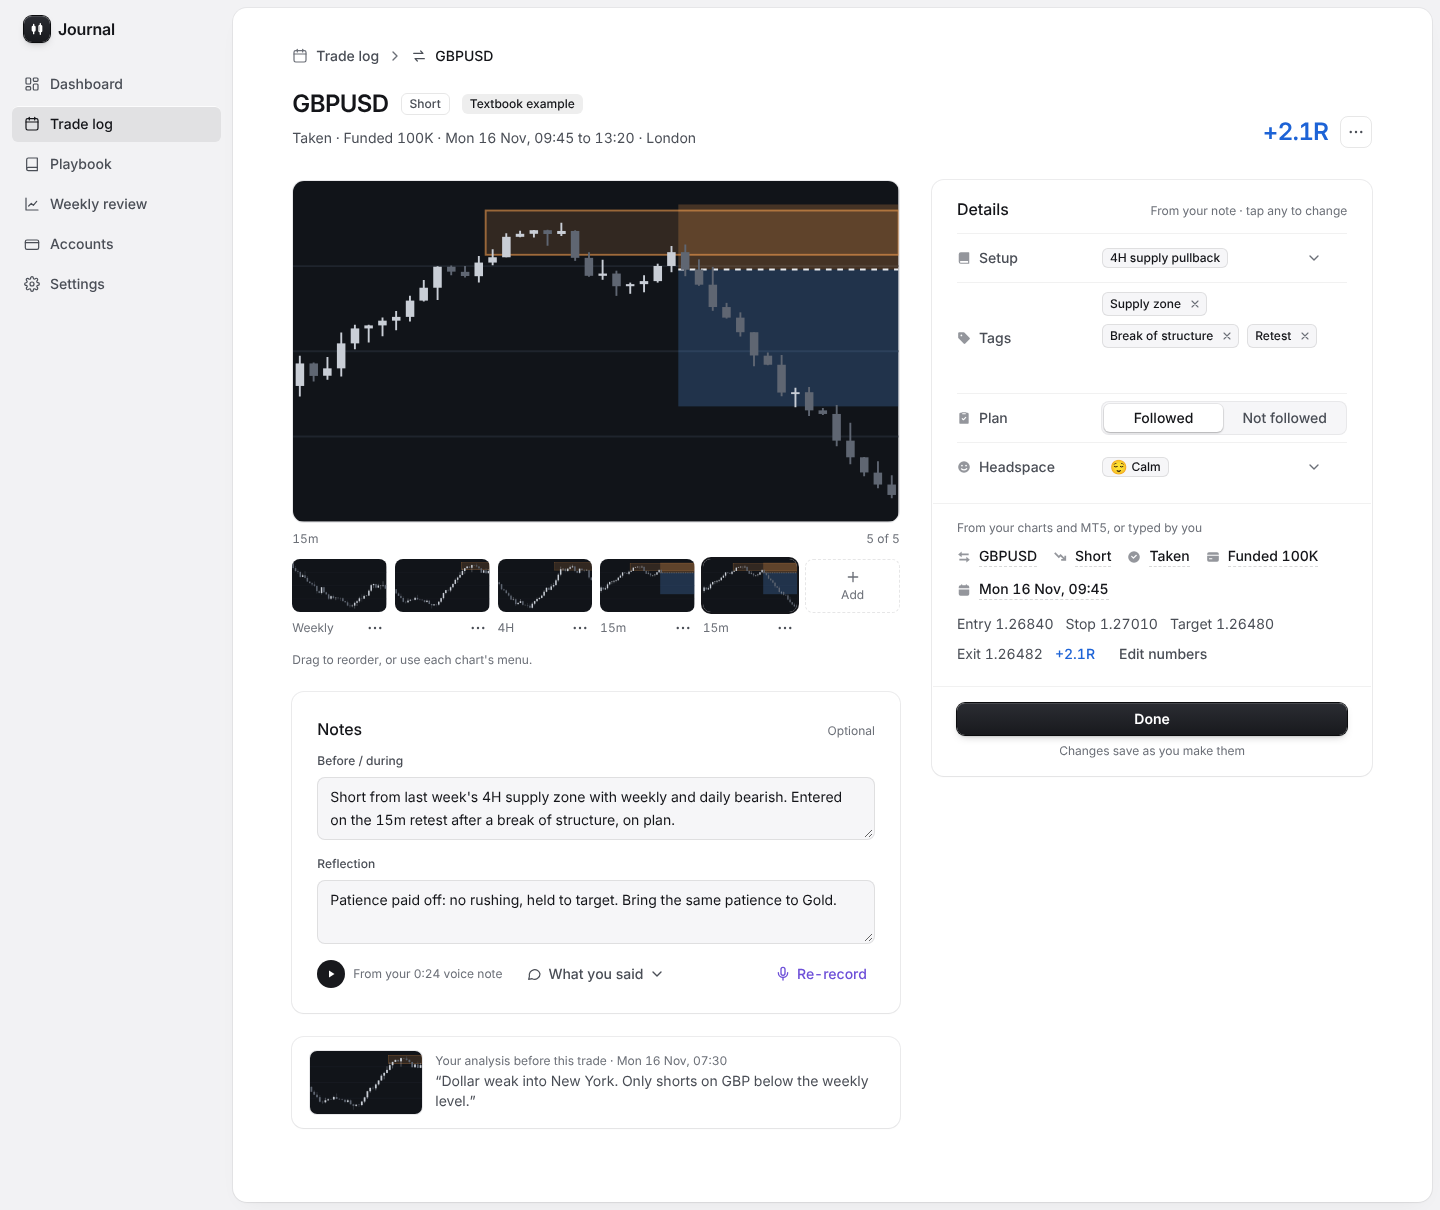 Journal
Dashboard
Trade log
Playbook
Weekly review
Accounts
Settings
Trade log
GBPUSD
GBPUSD
Short
Textbook example
Taken · Funded 100K · Mon 16 Nov, 09:45 to 13:20 · London
+2.1R
15m
5 of 5
Add
Weekly
4H
15m
15m
Drag to reorder, or use each chart's menu.
Notes
Optional
Before / during
Short from last week's 4H supply zone with weekly and daily bearish. Entered
on the 15m retest after a break of structure, on plan.
Reflection
Patience paid off: no rushing, held to target. Bring the same patience to Gold.
From your 0:24 voice note
What you said
Re-record
Your analysis before this trade · Mon 16 Nov, 07:30
“Dollar weak into New York. Only shorts on GBP below the weekly
level.”
Details
From your note · tap any to change
Setup
4H supply pullback
Tags
Supply zone
Break of structure
Retest
Plan
Followed
Not followed
Headspace
Calm
From your charts and MT5, or typed by you
GBPUSD
Short
Taken
Funded 100K
Mon 16 Nov, 09:45
Entry 1.26840 Stop 1.27010 Target 1.26480
Exit 1.26482 +2.1R Edit numbers
Done
Changes save as you make them